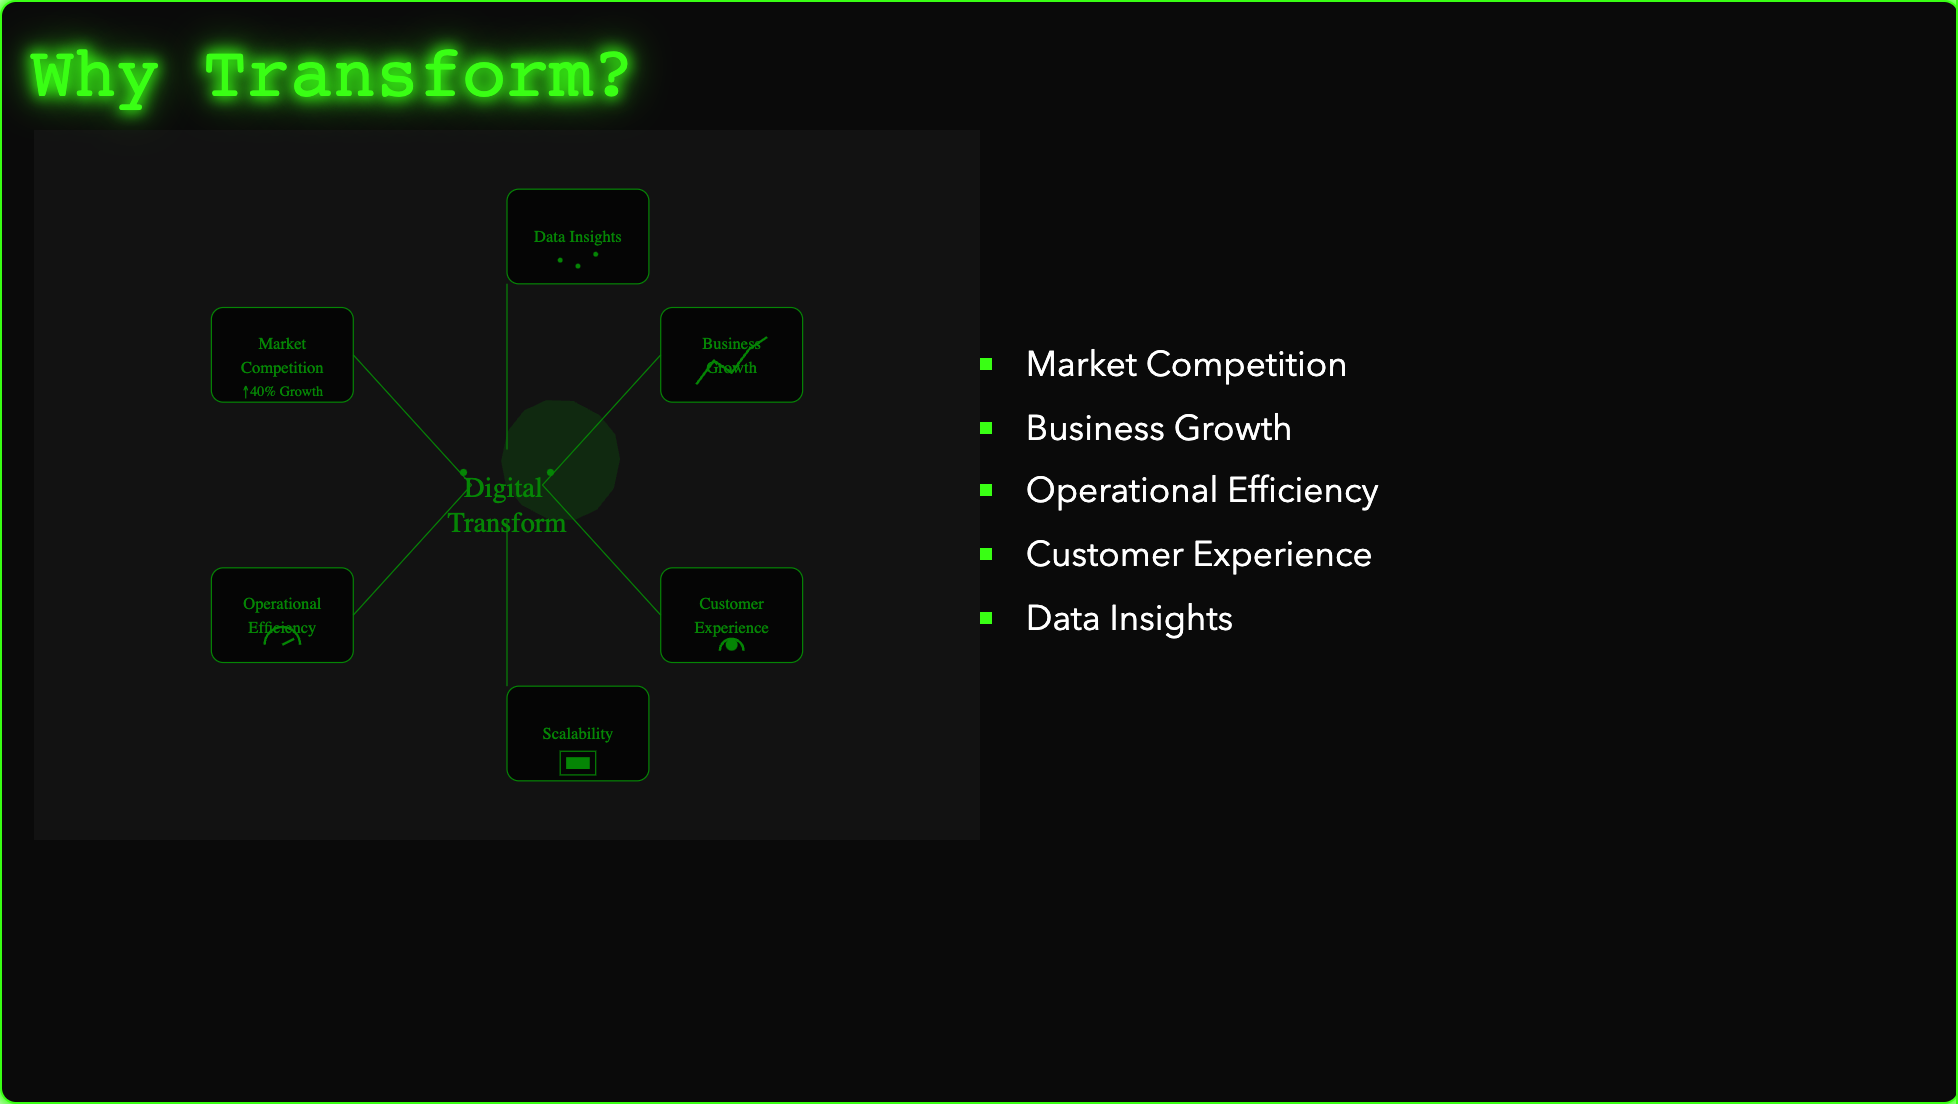 Why Transform?
Data Insights
Market
Competition
↑40% Growth
Business
Growth
Digital
Transform
Operational
Efficiency
Customer
Experience
Scalability
Market Competition
Business Growth
Operational Efficiency
Customer Experience
Data Insights